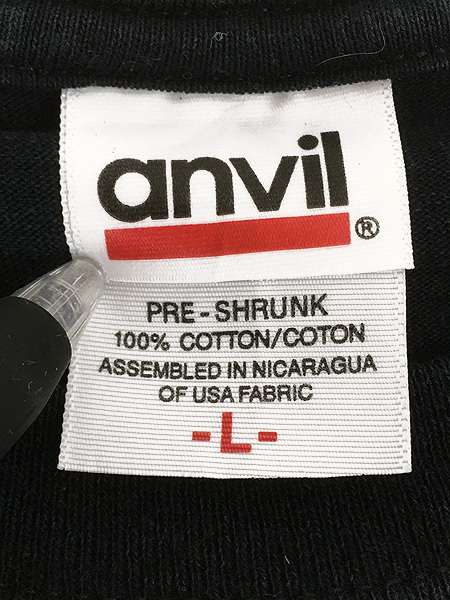 anvil
®
PRE-SHRUNK
100% COTTON/COTON
ASSEMBLED IN NICARAGUA
OF USA FABRIC
-L-